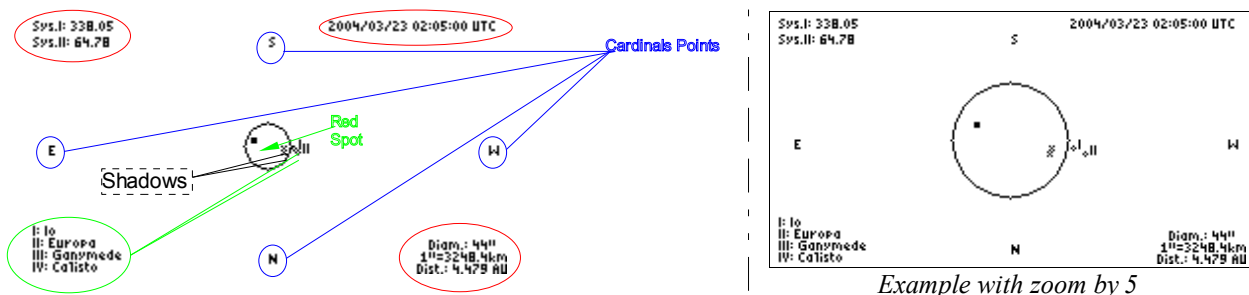 Sys.I: 338.05
Sys.II: 64.78
2004/03/23 02:05:00 UTC
S
Cardinals Points
E
Red
Spot
I
II
W
Shadows
I: Io
II: Europa
III: Ganymede
IV: Calisto
N
Diam.: 44"
1"=3248.4km
Dist.: 4.479 AU
Sys.I: 338.05
Sys.II: 64.78
2004/03/23 02:05:00 UTC
S
E
I
II
W
I: Io
II: Europa
III: Ganymede
IV: Calisto
N
Diam.: 44"
1"=3248.4km
Dist.: 4.479 AU
Example with zoom by 5